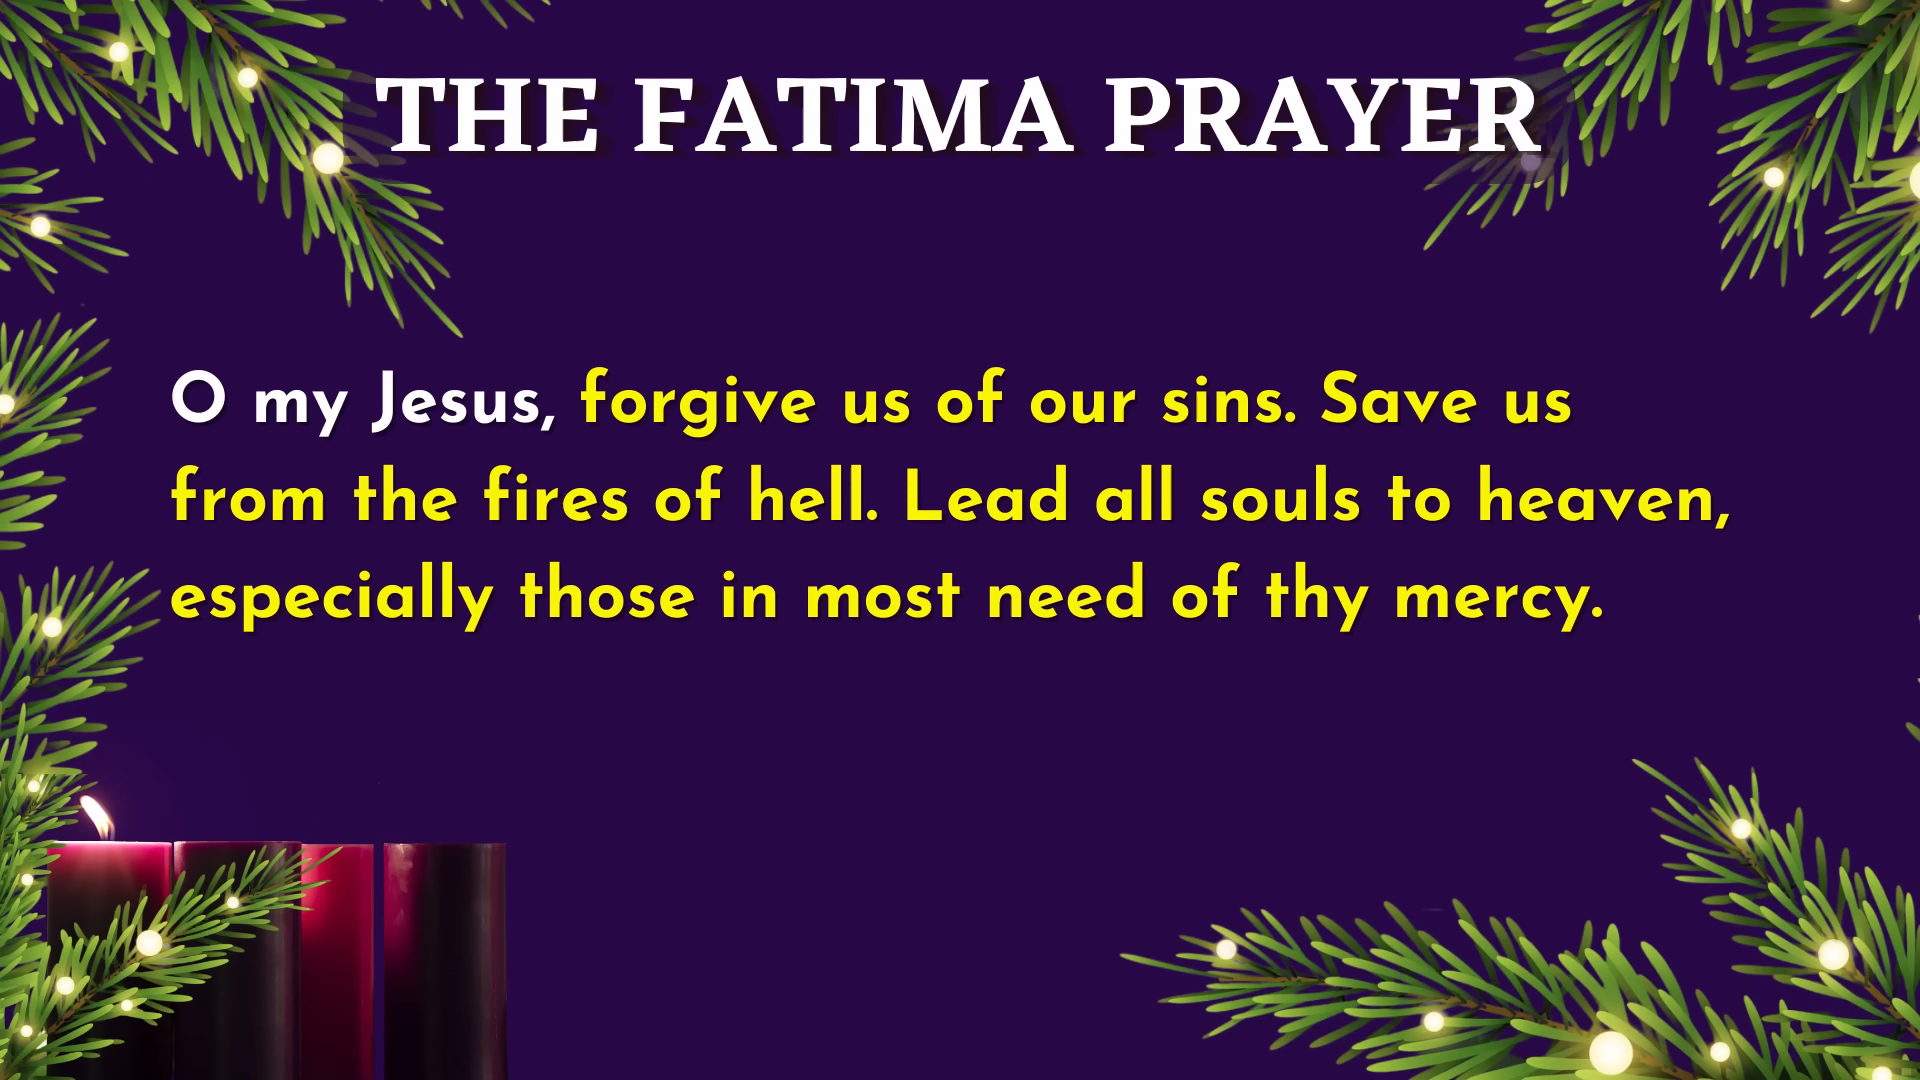 THE FATIMA PRAYER
O my Jesus, forgive us of our sins. Save us
from the fires of hell. Lead all souls to heaven,
especially those in most need of thy mercy.